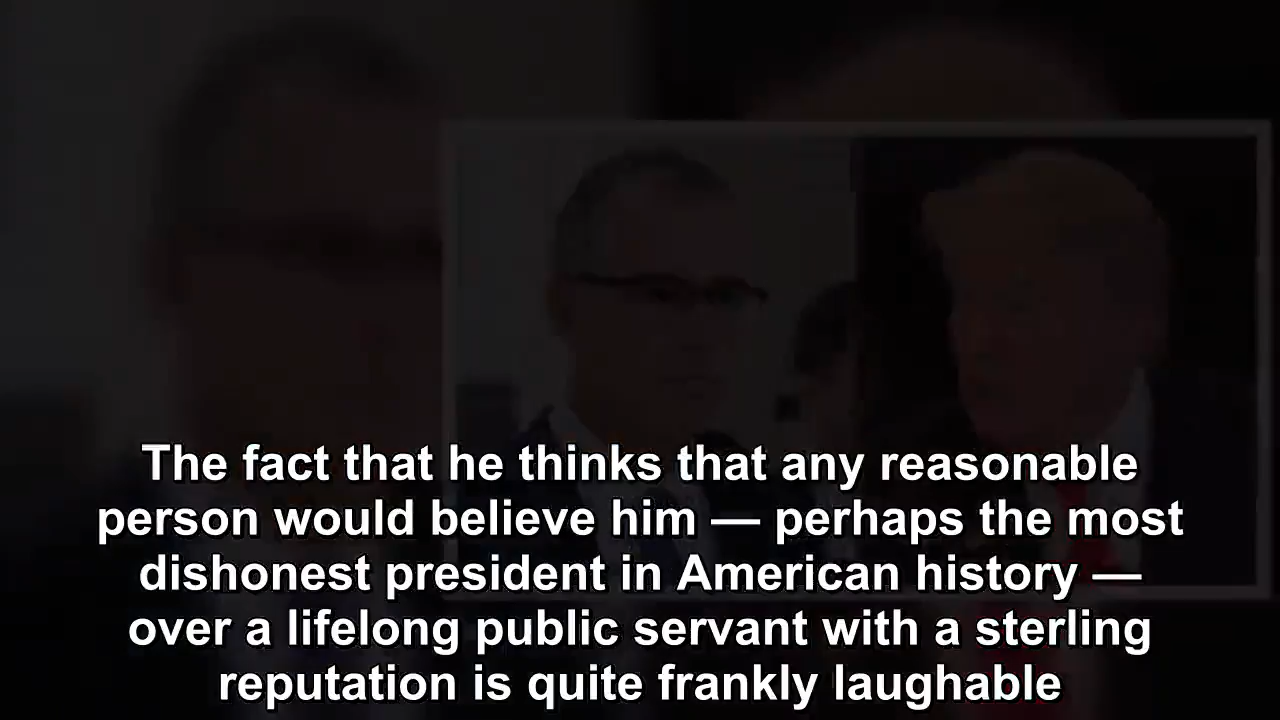 The fact that he thinks that any reasonable
person would believe him — perhaps the most
dishonest president in American history —
over a lifelong public servant with a sterling
reputation is quite frankly laughable